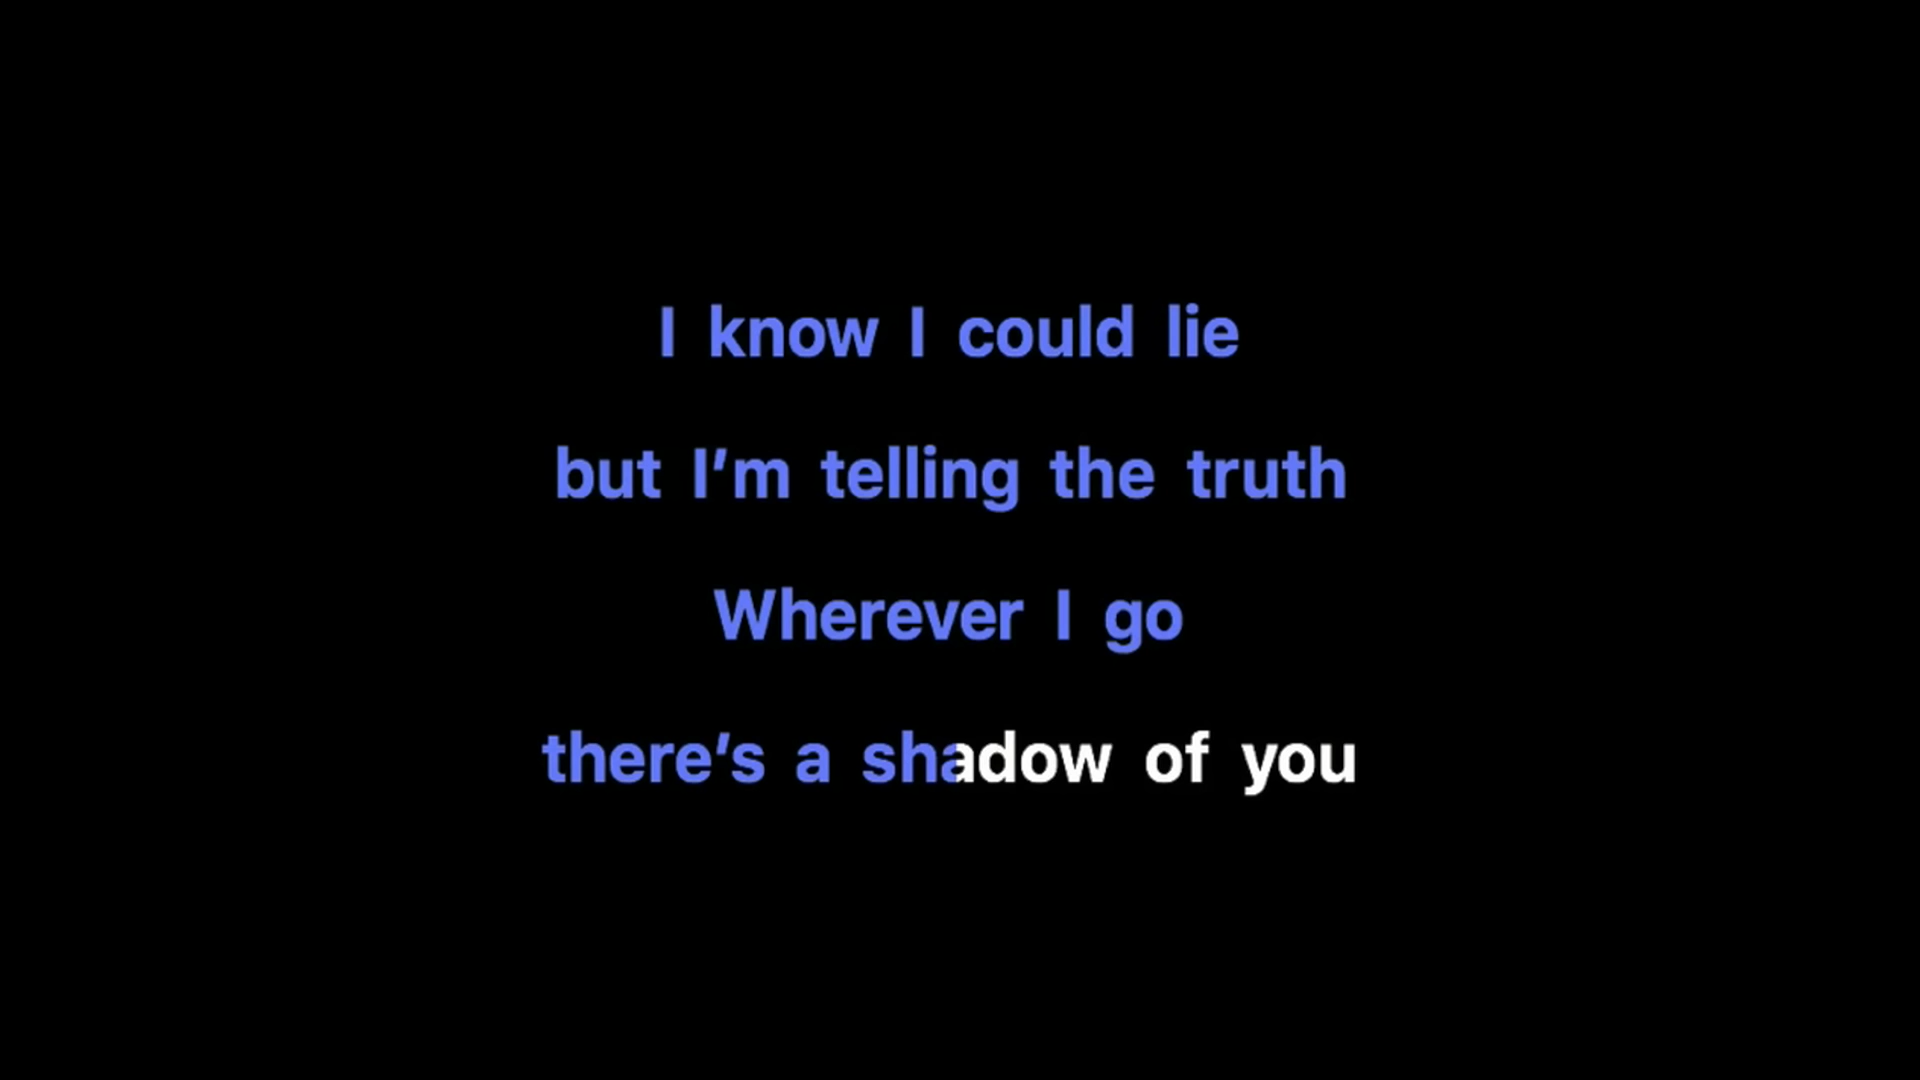 I know I could lie
but I’m telling the truth
Wherever I go
there’s a shadow of you